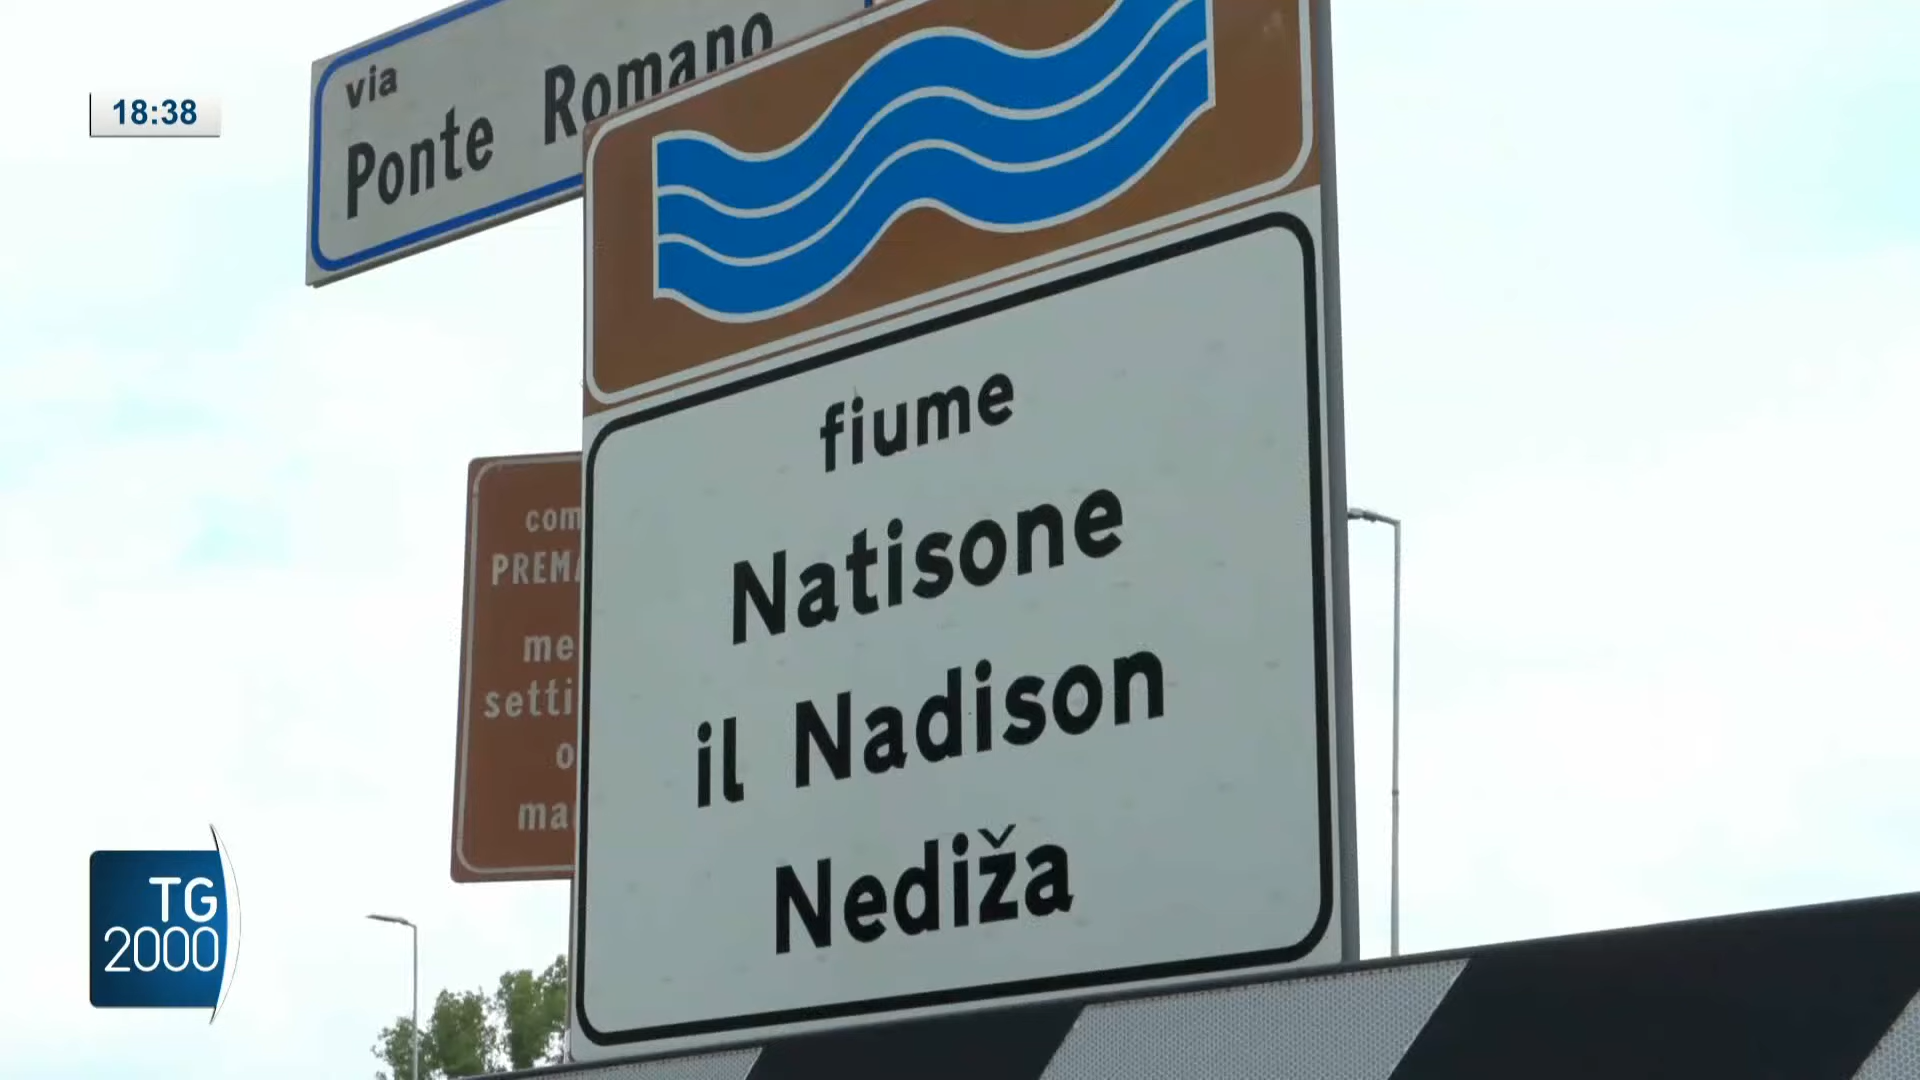 18:38
via
Ponte Romano
fiume
Natisone
il Nadison
Nediža
TG
2000